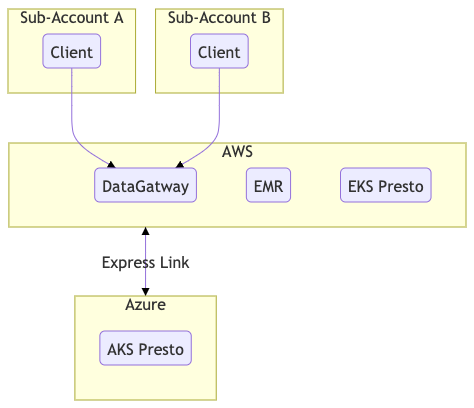 Sub-Account A
Sub-Account B
Client
Client
AWS
DataGatway
EMR
EKS Presto
Express Link
Azure
AKS Presto